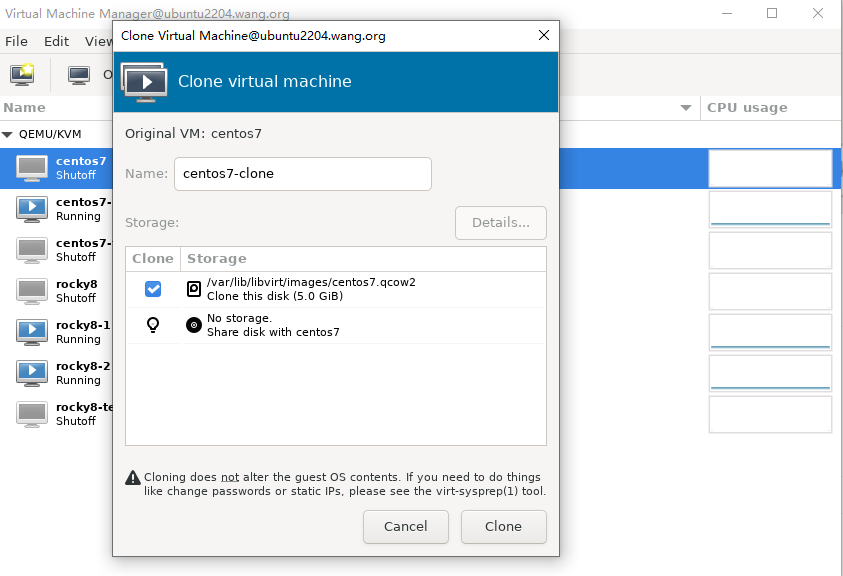 Virtual Machine Manager@ubuntu2204.wang.org
File Edit View
Name
CPU usage
QEMU/KVM
centos7
Shutoff
centos7-
Running
centos7-
Shutoff
rocky8
Shutoff
rocky8-1
Running
rocky8-2
Running
rocky8-te
Shutoff
Clone Virtual Machine@ubuntu2204.wang.org
Clone virtual machine
Original VM: centos7
Name: centos7-clone
Storage: Details...
Clone Storage
/var/lib/libvirt/images/centos7.qcow2
Clone this disk (5.0 GiB)
No storage.
Share disk with centos7
Cloning does not alter the guest OS contents. If you need to do things
like change passwords or static IPs, please see the virt-sysprep(1) tool.
Cancel Clone